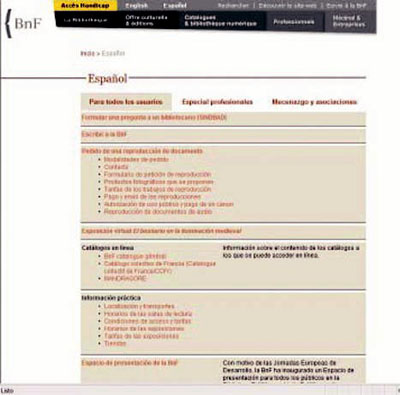 Accès Handicap English Español Rechercher | Découvrir le site web | Ecrire à la BnF
BnF
La Bibliothèque
Offre culturelle & éditions
Catalogues & bibliothèque numérique
Professionnels
Mécénat & Entreprises
Inicio > Español
Español
Para todos los usuarios Especial profesionales Mecenazgo y asociaciones
Formular una pregunta a un bibliotecario (SINDBAD)
Escribir a la BnF
Pedido de una reproducción de documento
• Modalidades de pedido
• Contacto
• Formulario de petición de reproducción
• Productos fotográficos que se proponen
• Tarifas de los trabajos de reproducción
• Pago y envío de las reproducciones
• Autorización de uso público y pago de un canon
• Reproducción de documentos de audio
Exposición virtual El bestiario en la iluminación medieval
Catálogos en línea
• BnF catalogue général
• Catálogo colectivo de Francia (Catalogue collectif de France/CCFr)
• MANDRAGORE
Información sobre el contenido de los catálogos a los que se puede acceder en línea.
Información práctica
• Localización y transportes
• Horarios de las salas de lectura
• Condiciones de acceso y tarifas
• Horarios de las exposiciones
• Tarifas de las exposiciones
• Tiendas
Espacio de presentación de la BnF
Con motivo de las Jornadas Europeas de
Desarrollo, la BnF ha inaugurado un Espacio de
presentación para todos los públicos en la
Listo